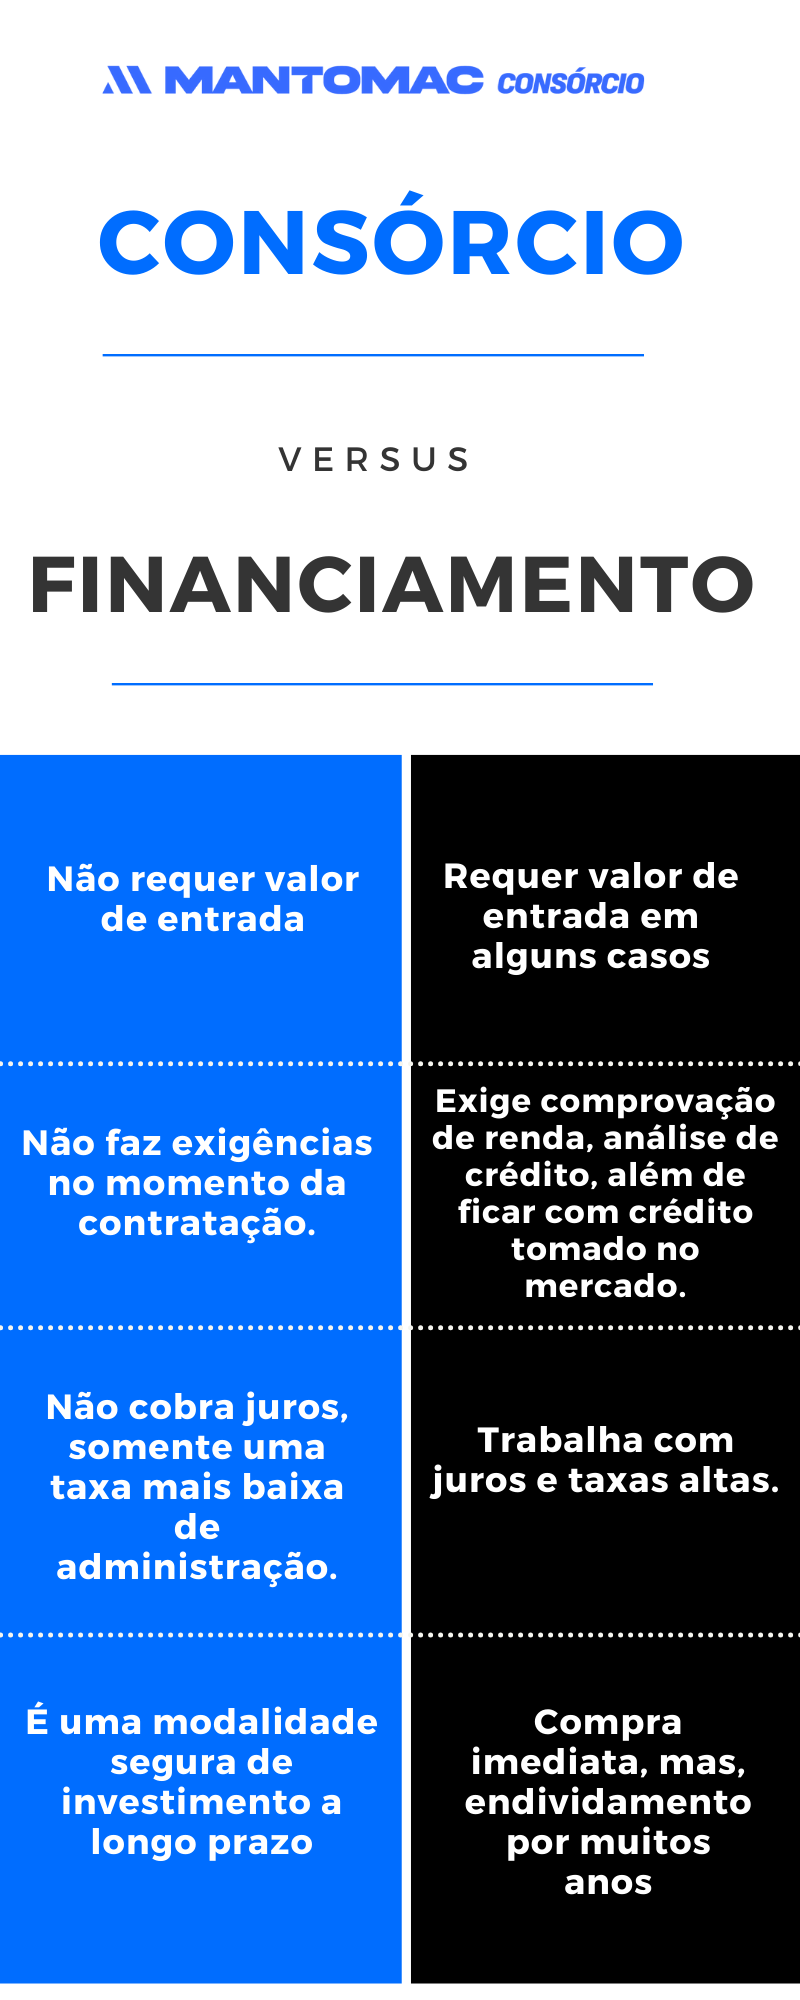 MANTOMAC CONSÓRCIO
CONSÓRCIO
VERSUS
FINANCIAMENTO
Não requer valor
de entrada
Requer valor de
entrada em
alguns casos
Não faz exigências
no momento da
contratação.
Exige comprovação
de renda, análise de
crédito, além de
ficar com crédito
tomado no
mercado.
Não cobra juros,
somente uma
taxa mais baixa
de
administração.
Trabalha com
juros e taxas altas.
É uma modalidade
segura de
investimento a
longo prazo
Compra
imediata, mas,
endividamento
por muitos
anos